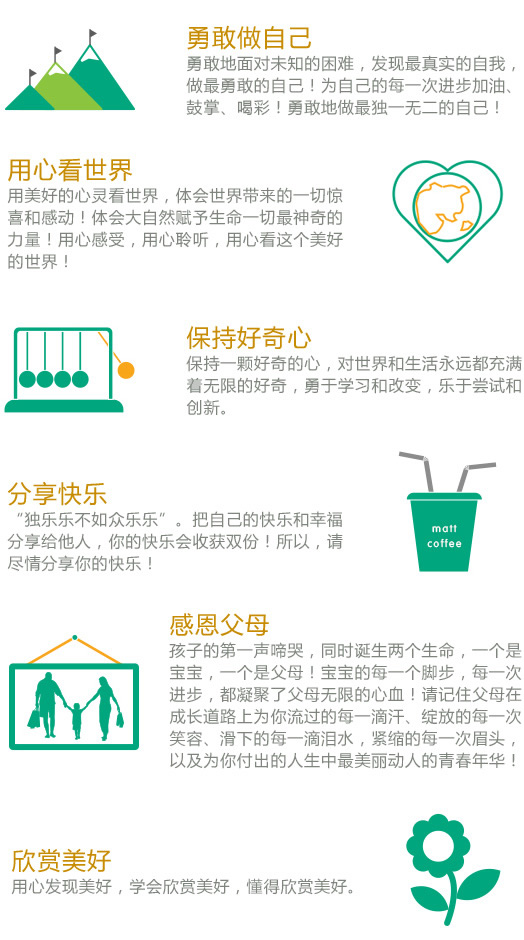 勇敢做自己
勇敢地面对未知的困难，发现最真实的自我，
做最勇敢的自己！为自己的每一次进步加油、
鼓掌、喝彩！勇敢地做最独一无二的自己！
用心看世界
用美好的心灵看世界，体会世界带来的一切惊
喜和感动！体会大自然赋予生命一切最神奇的
力量！用心感受，用心聆听，用心看这个美好
的世界！
保持好奇心
保持一颗好奇的心，对世界和生活永远都充满
着无限的好奇，勇于学习和改变，乐于尝试和
创新。
分享快乐
“独乐乐不如众乐乐”。把自己的快乐和幸福
分享给他人，你的快乐会收获双份！所以，请
尽情分享你的快乐！
matt
coffee
感恩父母
孩子的第一声啼哭，同时诞生两个生命，一个是
宝宝，一个是父母！宝宝的每一个脚步，每一次
进步，都凝聚了父母无限的心血！请记住父母在
成长道路上为你流过的每一滴汗、绽放的每一次
笑容、滑下的每一滴泪水，紧缩的每一次眉头，
以及为你付出的人生中最美丽动人的青春年华！
欣赏美好
用心发现美好，学会欣赏美好，懂得欣赏美好。